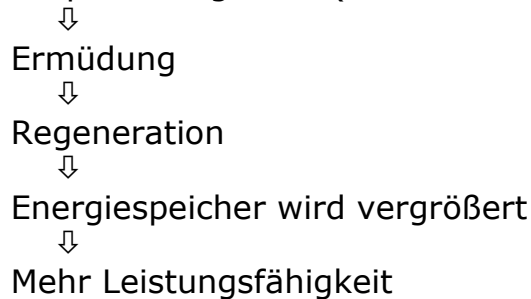 ⇩
Ermüdung
⇩
Regeneration
⇩
Energiespeicher wird vergrößert
⇩
Mehr Leistungsfähigkeit